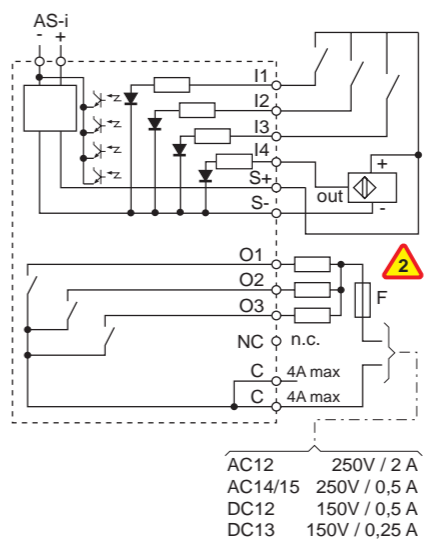 AS-i
- +
I1
I2
I3
I4
S+
S-
+
out
-
O1
O2
O3
NC n.c.
C 4A max
C 4A max
2
F
AC12 250V / 2 A
AC14/15 250V / 0,5 A
DC12 150V / 0,5 A
DC13 150V / 0,25 A